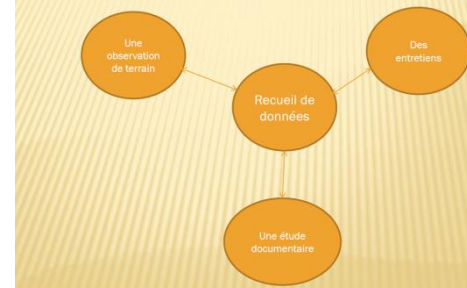 Une
observation
de terrain
Des
entretiens
Recueil de
données
Une étude
documentaire